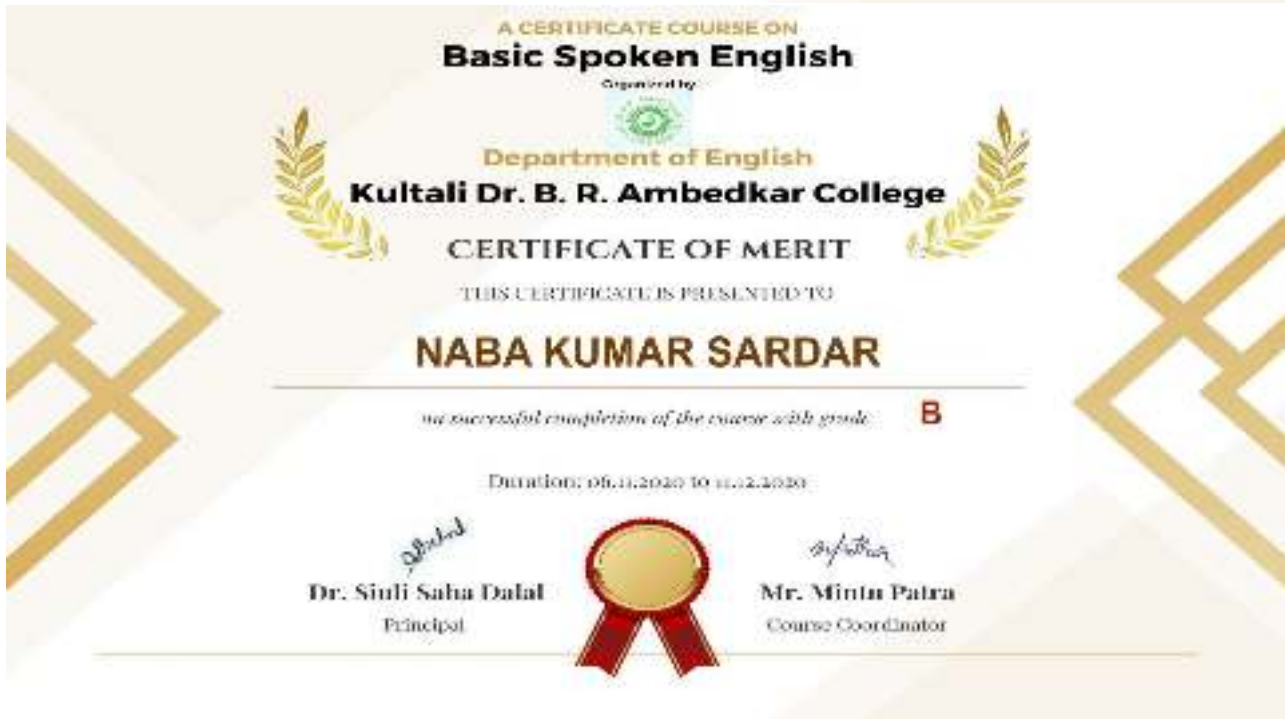 A CERTIFICATE COURSE ON
Basic Spoken English
Organized by
Department of English
Kultali Dr. B. R. Ambedkar College
CERTIFICATE OF MERIT
THIS CERTIFICATE IS PRESENTED TO
NABA KUMAR SARDAR
on successful completion of the course with grade B
Duration: 06.11.2020 to 11.12.2020
Dr. Siuli Saha Dalal Mr. Mintu Patra
Principal Course Coordinator